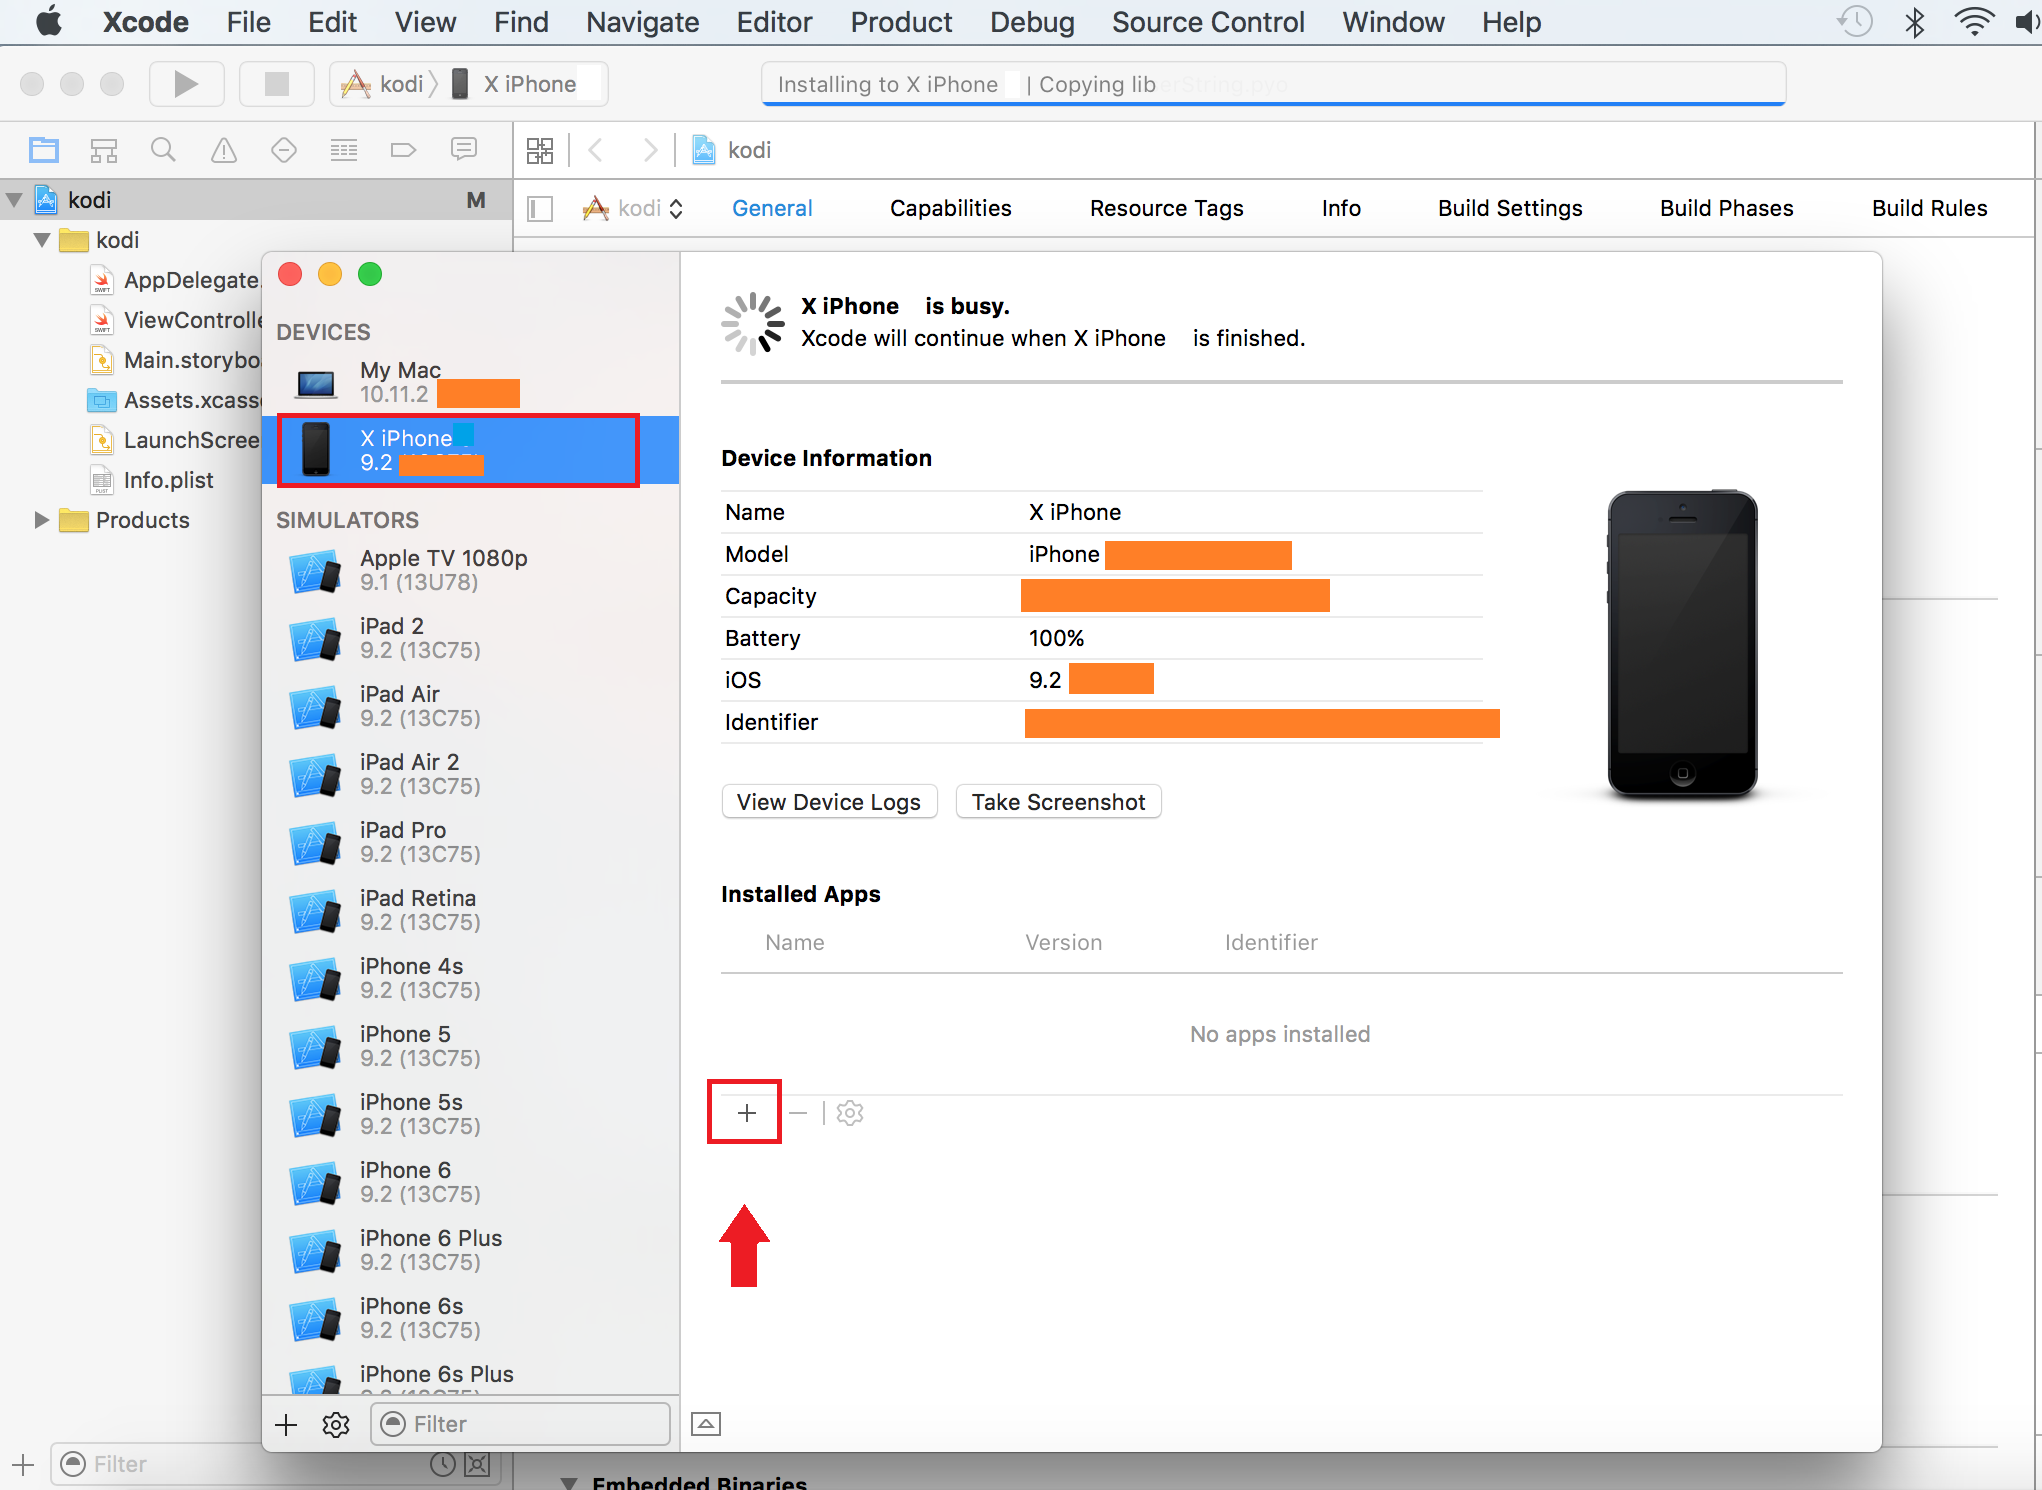 Xcode File Edit View Find Navigate Editor Product Debug Source Control Window Help
kodi X iPhone
Installing to X iPhone | Copying lib
kodi
kodi M
kodi General Capabilities Resource Tags Info Build Settings Build Phases Build Rules
kodi
AppDelegate.
ViewControlle
Main.storybo
Assets.xcass
LaunchScree
Info.plist
Products
Filter
DEVICES
My Mac
10.11.2
X iPhone
9.2
SIMULATORS
Apple TV 1080p
9.1 (13U78)
iPad 2
9.2 (13C75)
iPad Air
9.2 (13C75)
iPad Air 2
9.2 (13C75)
iPad Pro
9.2 (13C75)
iPad Retina
9.2 (13C75)
iPhone 4s
9.2 (13C75)
iPhone 5
9.2 (13C75)
iPhone 5s
9.2 (13C75)
iPhone 6
9.2 (13C75)
iPhone 6 Plus
9.2 (13C75)
iPhone 6s
9.2 (13C75)
iPhone 6s Plus
Filter
X iPhone is busy.
Xcode will continue when X iPhone is finished.
Device Information
Name X iPhone
Model iPhone
Capacity
Battery 100%
iOS 9.2
Identifier
View Device Logs Take Screenshot
Installed Apps
Name Version Identifier
No apps installed
Embedded Binaries